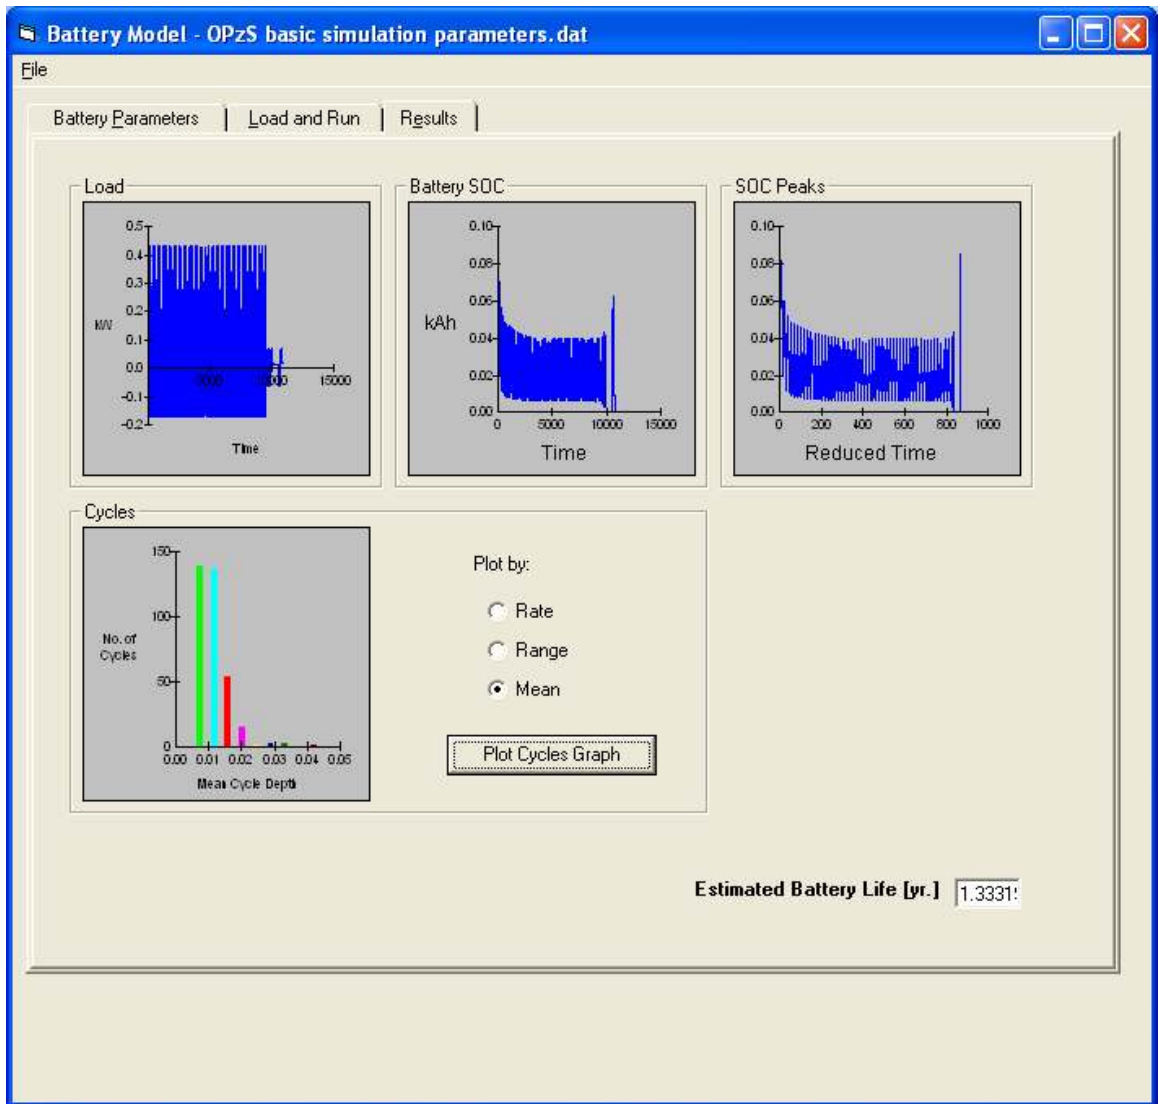 Battery Model - OPzS basic simulation parameters.dat
File
Battery Parameters Load and Run Results
Load Battery SOC SOC Peaks
0.5
0.4
0.3
kW 0.2
0.1
0.0
-0.1
-0.2
15000
Time
0.10
0.08
0.06
kAh
0.04
0.02
0.00
0 5000 10000 15000
Time
0.10
0.08
0.06
0.04
0.02
0.00
0 200 400 600 800 1000
Reduced Time
Cycles
150
100
No. of
Cycles
50
0
0.00 0.01 0.02 0.03 0.04 0.05
Mean Cycle Depth
Plot by:
Rate
Range
Mean
Plot Cycles Graph
Estimated Battery Life [yr.] 1.3331